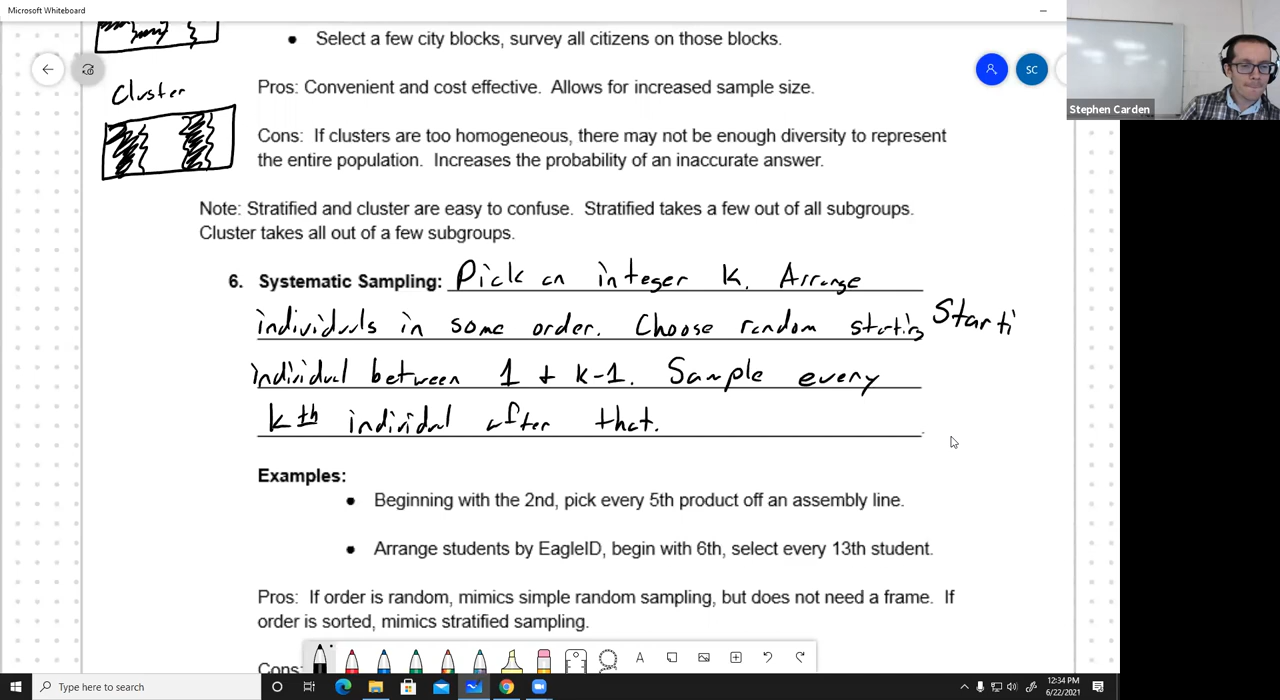 Microsoft Whiteboard
Select a few city blocks, survey all citizens on those blocks.
SC
Stephen Carden
Cluster
Pros: Convenient and cost effective. Allows for increased sample size.
Cons: If clusters are too homogeneous, there may not be enough diversity to represent
the entire population. Increases the probability of an inaccurate answer.
Note: Stratified and cluster are easy to confuse. Stratified takes a few out of all subgroups.
Cluster takes all out of a few subgroups.
6. Systematic Sampling: Pick an integer K. Arrange
individuals in some order. Choose random starting Starti
individual between 1 + K-1. Sample every
kth individual after that.
Examples:
Beginning with the 2nd, pick every 5th product off an assembly line.
Arrange students by EagleID, begin with 6th, select every 13th student.
Pros: If order is random, mimics simple random sampling, but does not need a frame. If
order is sorted, mimics stratified sampling.
Cons:
A
Type here to search
12:34 PM
6/22/2021